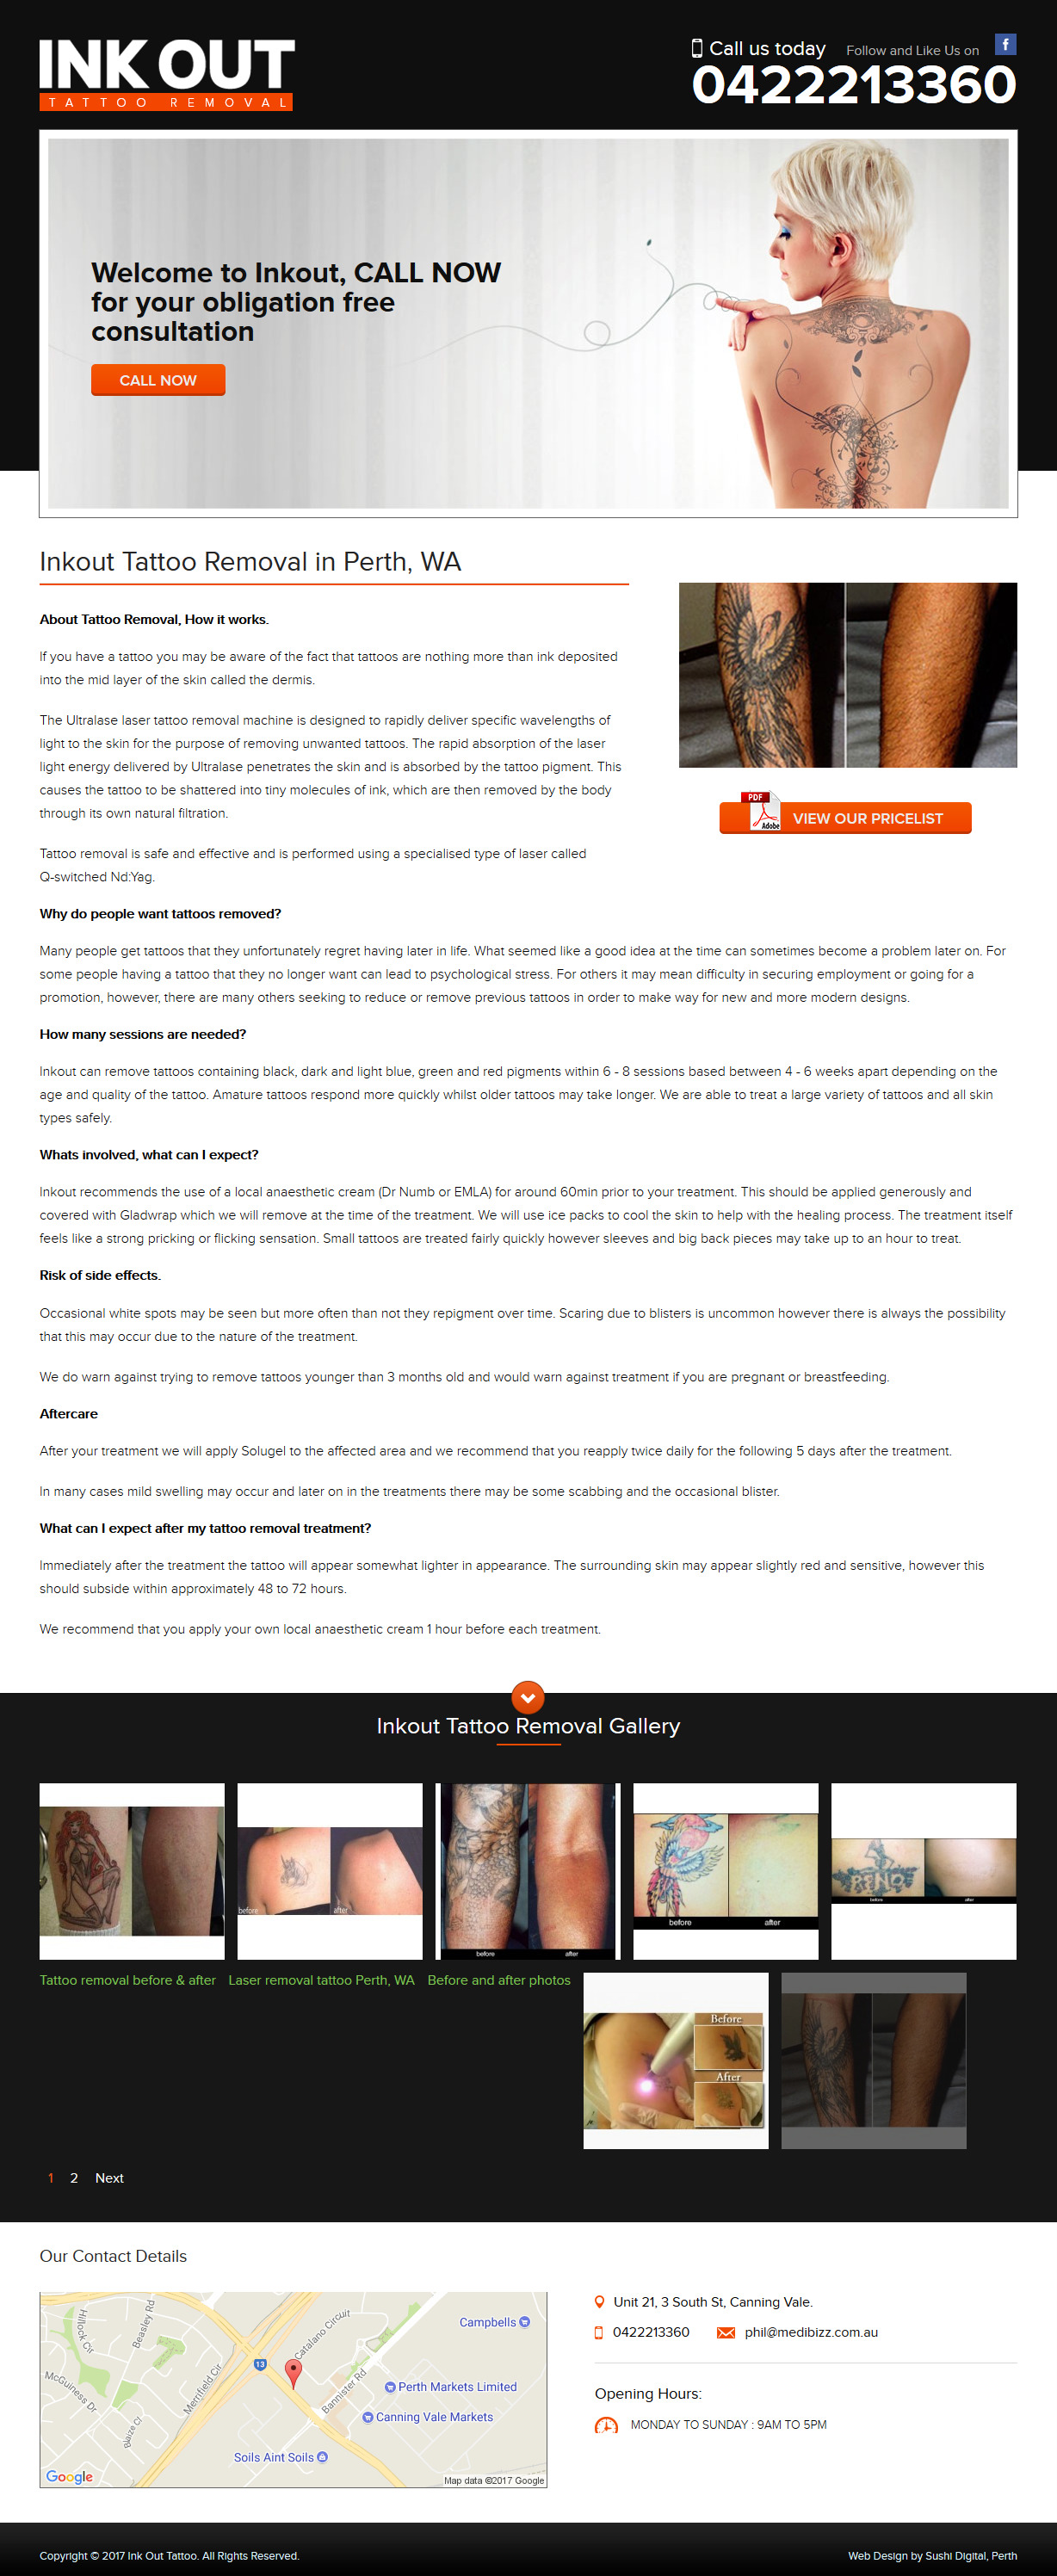 INK OUT
TATTOO REMOVAL
Call us today
Follow and Like Us on
f
0422213360
Welcome to Inkout, CALL NOW
for your obligation free
consultation
CALL NOW
Inkout Tattoo Removal in Perth, WA
About Tattoo Removal, How it works.
If you have a tattoo you may be aware of the fact that tattoos are nothing more than ink deposited
into the mid layer of the skin called the dermis.
The Ultralase laser tattoo removal machine is designed to rapidly deliver specific wavelengths of
light to the skin for the purpose of removing unwanted tattoos. The rapid absorption of the laser
light energy delivered by Ultralase penetrates the skin and is absorbed by the tattoo pigment. This
causes the tattoo to be shattered into tiny molecules of ink, which are then removed by the body
through its own natural filtration.
Tattoo removal is safe and effective and is performed using a specialised type of laser called
Q-switched Nd:Yag.
PDF
Adobe
VIEW OUR PRICELIST
Why do people want tattoos removed?
Many people get tattoos that they unfortunately regret having later in life. What seemed like a good idea at the time can sometimes become a problem later on. For
some people having a tattoo that they no longer want can lead to psychological stress. For others it may mean difficulty in securing employment or going for a
promotion, however, there are many others seeking to reduce or remove previous tattoos in order to make way for new and more modern designs.
How many sessions are needed?
Inkout can remove tattoos containing black, dark and light blue, green and red pigments within 6 - 8 sessions based between 4 - 6 weeks apart depending on the
age and quality of the tattoo. Amature tattoos respond more quickly whilst older tattoos may take longer. We are able to treat a large variety of tattoos and all skin
types safely.
Whats involved, what can I expect?
Inkout recommends the use of a local anaesthetic cream (Dr Numb or EMLA) for around 60min prior to your treatment. This should be applied generously and
covered with Gladwrap which we will remove at the time of the treatment. We will use ice packs to cool the skin to help with the healing process. The treatment itself
feels like a strong pricking or flicking sensation. Small tattoos are treated fairly quickly however sleeves and big back pieces may take up to an hour to treat.
Risk of side effects.
Occasional white spots may be seen but more often than not they repigment over time. Scaring due to blisters is uncommon however there is always the possibility
that this may occur due to the nature of the treatment.
We do warn against trying to remove tattoos younger than 3 months old and would warn against treatment if you are pregnant or breastfeeding.
Aftercare
After your treatment we will apply Solugel to the affected area and we recommend that you reapply twice daily for the following 5 days after the treatment.
In many cases mild swelling may occur and later on in the treatments there may be some scabbing and the occasional blister.
What can I expect after my tattoo removal treatment?
Immediately after the treatment the tattoo will appear somewhat lighter in appearance. The surrounding skin may appear slightly red and sensitive, however this
should subside within approximately 48 to 72 hours.
We recommend that you apply your own local anaesthetic cream 1 hour before each treatment.
Inkout Tattoo Removal Gallery
before after
before after
before after
RENO
before after
Tattoo removal before & after Laser removal tattoo Perth, WA Before and after photos
Before
After
1 2 Next
Our Contact Details
Hillock Cir
Beasley Rd
McGuiness Dr
Blaize Cl
Merrifield Cir
13
Catalano Circuit
Bannister Rd
Campbells
Perth Markets Limited
Canning Vale Markets
Soils Aint Soils
Google
Map data ©2017 Google
Unit 21, 3 South St, Canning Vale.
0422213360 phil@medibizz.com.au
Opening Hours:
MONDAY TO SUNDAY : 9AM TO 5PM
Copyright © 2017 Ink Out Tattoo. All Rights Reserved.
Web Design by Sushi Digital, Perth